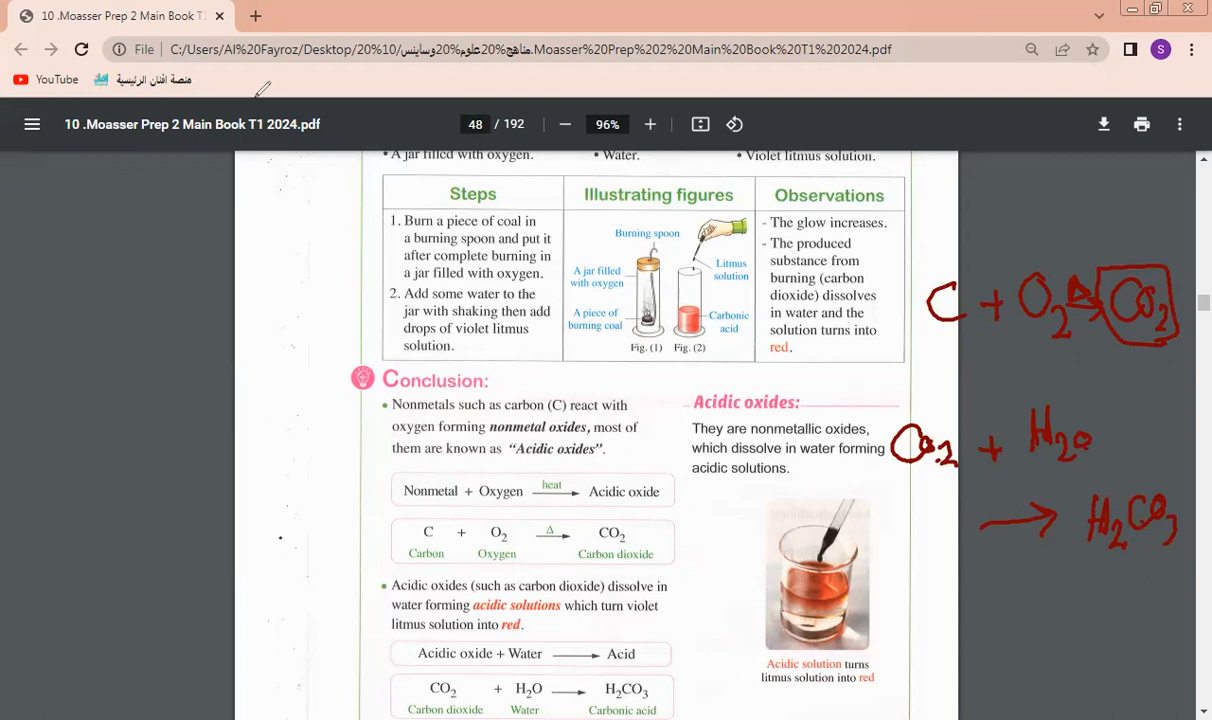 10 .Moasser Prep 2 Main Book T1
File C:/Users/Al%20Fayroz/Desktop/20%10/مناهج%20علوم%20وساينس.Moasser%20Prep%202%20Main%20Book%20T1%202024.pdf
S
YouTube منصة افنان الرئيسية
10 .Moasser Prep 2 Main Book T1 2024.pdf 48 / 192 96%
• A jar filled with oxygen. • Water. • Violet litmus solution.
Steps
1. Burn a piece of coal in
a burning spoon and put it
after complete burning in
a jar filled with oxygen.
2. Add some water to the
jar with shaking then add
drops of violet litmus
solution.
Illustrating figures
Burning spoon
A jar filled
with oxygen
Litmus
solution
A piece of
burning coal
Carbonic
acid
Fig. (1) Fig. (2)
Observations
- The glow increases.
- The produced
substance from
burning (carbon
dioxide) dissolves
in water and the
solution turns into
red.
C + O2 Δ→ CO2
Conclusion:
• Nonmetals such as carbon (C) react with
oxygen forming nonmetal oxides, most of
them are known as “Acidic oxides”.
Nonmetal + Oxygen heat→ Acidic oxide
C + O₂ Δ→ CO₂
Carbon Oxygen Carbon dioxide
• Acidic oxides (such as carbon dioxide) dissolve in
water forming acidic solutions which turn violet
litmus solution into red.
Acidic oxide + Water → Acid
CO₂ + H₂O → H₂CO₃
Carbon dioxide Water Carbonic acid
Acidic oxides:
They are nonmetallic oxides,
which dissolve in water forming
acidic solutions.
CO2 + H2O
→ H2CO3
Acidic solution turns
litmus solution into red